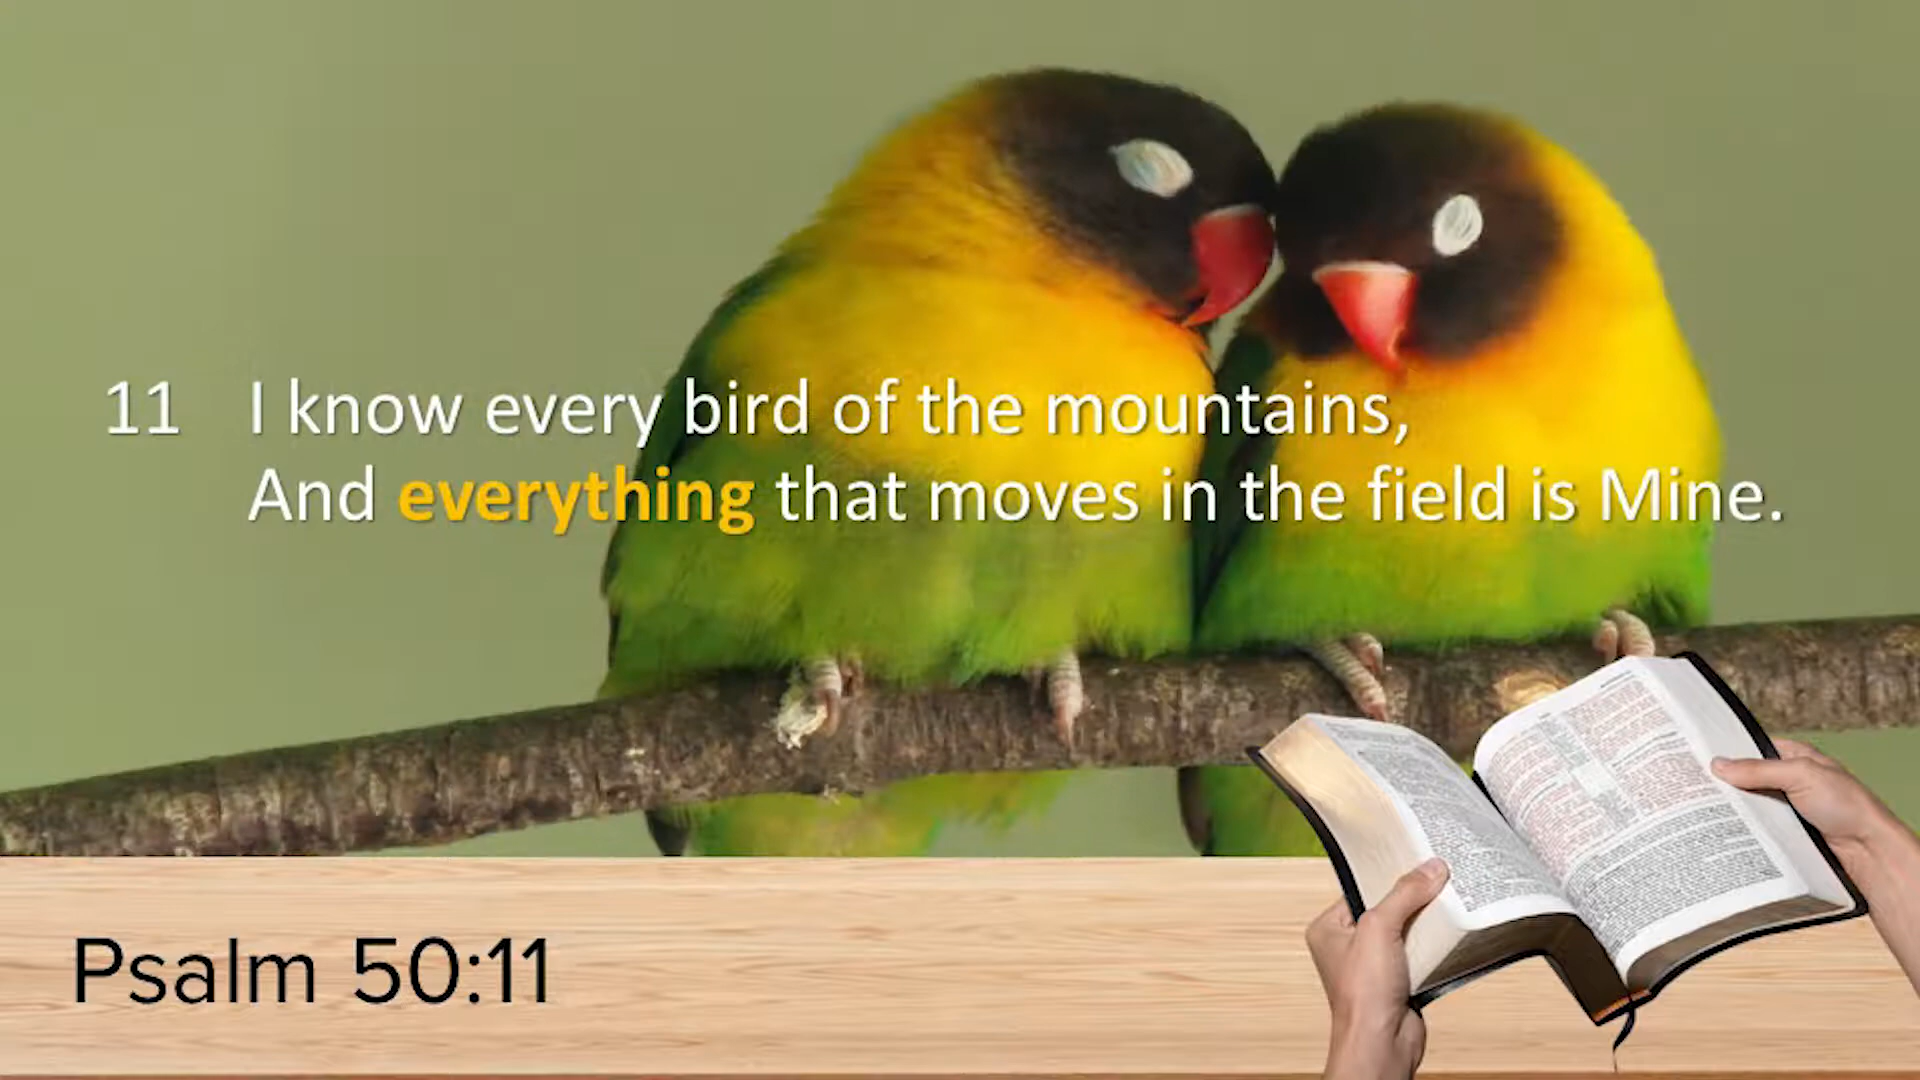 11 I know every bird of the mountains,
And everything that moves in the field is Mine.
Psalm 50:11